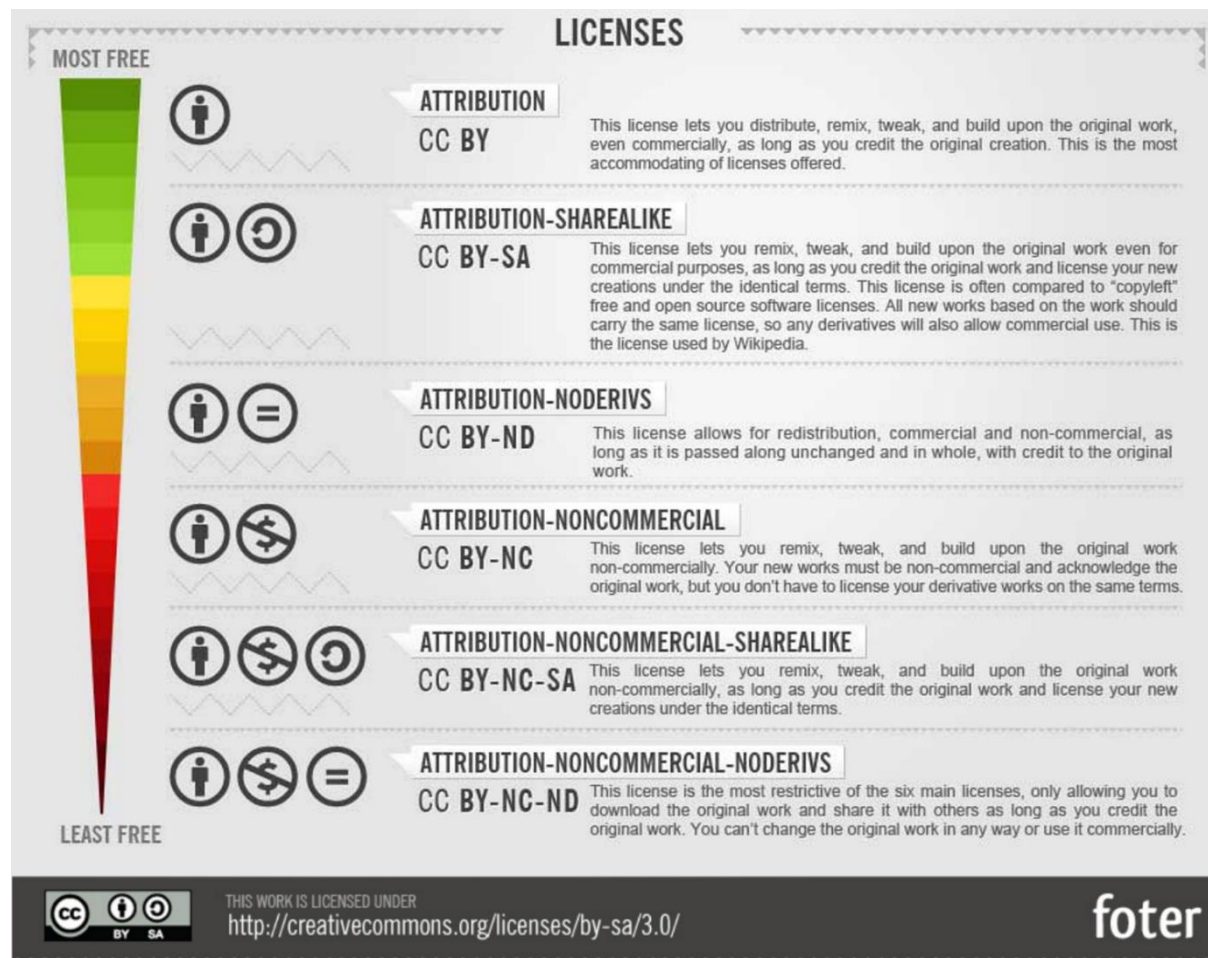 LICENSES
MOST FREE
ATTRIBUTION
CC BY
This license lets you distribute, remix, tweak, and build upon the original work,
even commercially, as long as you credit the original creation. This is the most
accommodating of licenses offered.
ATTRIBUTION-SHAREALIKE
CC BY-SA
This license lets you remix, tweak, and build upon the original work even for
commercial purposes, as long as you credit the original work and license your new
creations under the identical terms. This license is often compared to “copyleft”
free and open source software licenses. All new works based on the work should
carry the same license, so any derivatives will also allow commercial use. This is
the license used by Wikipedia.
ATTRIBUTION-NODERIVS
CC BY-ND
This license allows for redistribution, commercial and non-commercial, as
long as it is passed along unchanged and in whole, with credit to the original
work.
ATTRIBUTION-NONCOMMERCIAL
CC BY-NC
This license lets you remix, tweak, and build upon the original work
non-commercially. Your new works must be non-commercial and acknowledge the
original work, but you don't have to license your derivative works on the same terms.
ATTRIBUTION-NONCOMMERCIAL-SHAREALIKE
CC BY-NC-SA
This license lets you remix, tweak, and build upon the original work
non-commercially, as long as you credit the original work and license your new
creations under the identical terms.
ATTRIBUTION-NONCOMMERCIAL-NODERIVS
CC BY-NC-ND
This license is the most restrictive of the six main licenses, only allowing you to
download the original work and share it with others as long as you credit the
original work. You can't change the original work in any way or use it commercially.
LEAST FREE
cc
BY SA
THIS WORK IS LICENSED UNDER
http://creativecommons.org/licenses/by-sa/3.0/
foter